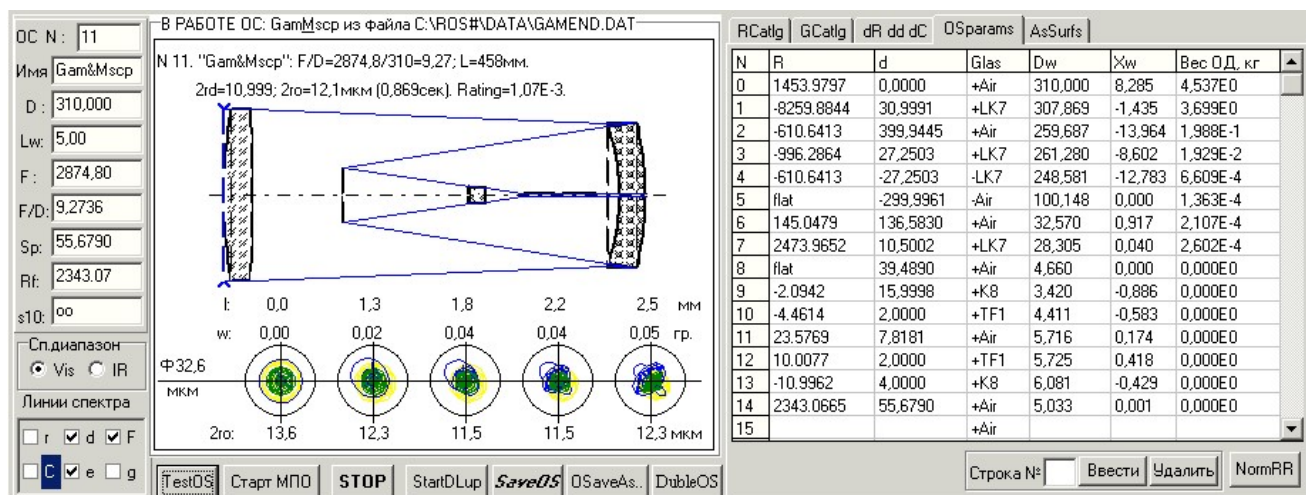 ОС N : 11
Имя Gam&Mscp
D : 310,000
Lw: 5,00
F : 2874,80
F/D: 9,2736
Sp: 55,6790
Rf: 2343.07
s10: oo
Сп.диапазон
Vis IR
Линии спектра
r d F
C e g
В РАБОТЕ ОС: GamMscp из файла C:\ROS#\DATA\GAMEND.DAT
N 11. "Gam&Mscp": F/D=2874,8/310=9,27; L=458мм.
2rd=10,999; 2ro=12,1мкм (0,869сек). Rating=1,07E-3.
l: 0,0 1,3 1,8 2,2 2,5 мм
w: 0,00 0,02 0,04 0,04 0,05 гр.
Ф32,6
мкм
2ro: 13,6 12,3 11,5 11,5 12,3 мкм
TestOS Старт МПО STOP StartDLup SaveOS OSaveAs.. DubleOS
RCatlg GCatlg dR dd dC OSparams AsSurfs
N R d Glas Dw Xw Вес ОД, кг
0 1453.9797 0,0000 +Air 310,000 8,285 4,537E0
1 -8259.8844 30,9991 +LK7 307,869 -1,435 3,699E0
2 -610.6413 399,9445 +Air 259,687 -13,964 1,988E-1
3 -996.2864 27,2503 +LK7 261,280 -8,602 1,929E-2
4 -610.6413 -27,2503 -LK7 248,581 -12,783 6,609E-4
5 flat -299,9961 -Air 100,148 0,000 1,363E-4
6 145.0479 136,5830 +Air 32,570 0,917 2,107E-4
7 2473.9652 10,5002 +LK7 28,305 0,040 2,602E-4
8 flat 39,4890 +Air 4,660 0,000 0,000E0
9 -2.0942 15,9998 +K8 3,420 -0,886 0,000E0
10 -4.4614 2,0000 +TF1 4,411 -0,583 0,000E0
11 23.5769 7,8181 +Air 5,716 0,174 0,000E0
12 10.0077 2,0000 +TF1 5,725 0,418 0,000E0
13 -10.9962 4,0000 +K8 6,081 -0,429 0,000E0
14 2343.0665 55,6790 +Air 5,033 0,001 0,000E0
15 +Air
Строка № Ввести Удалить NormRR